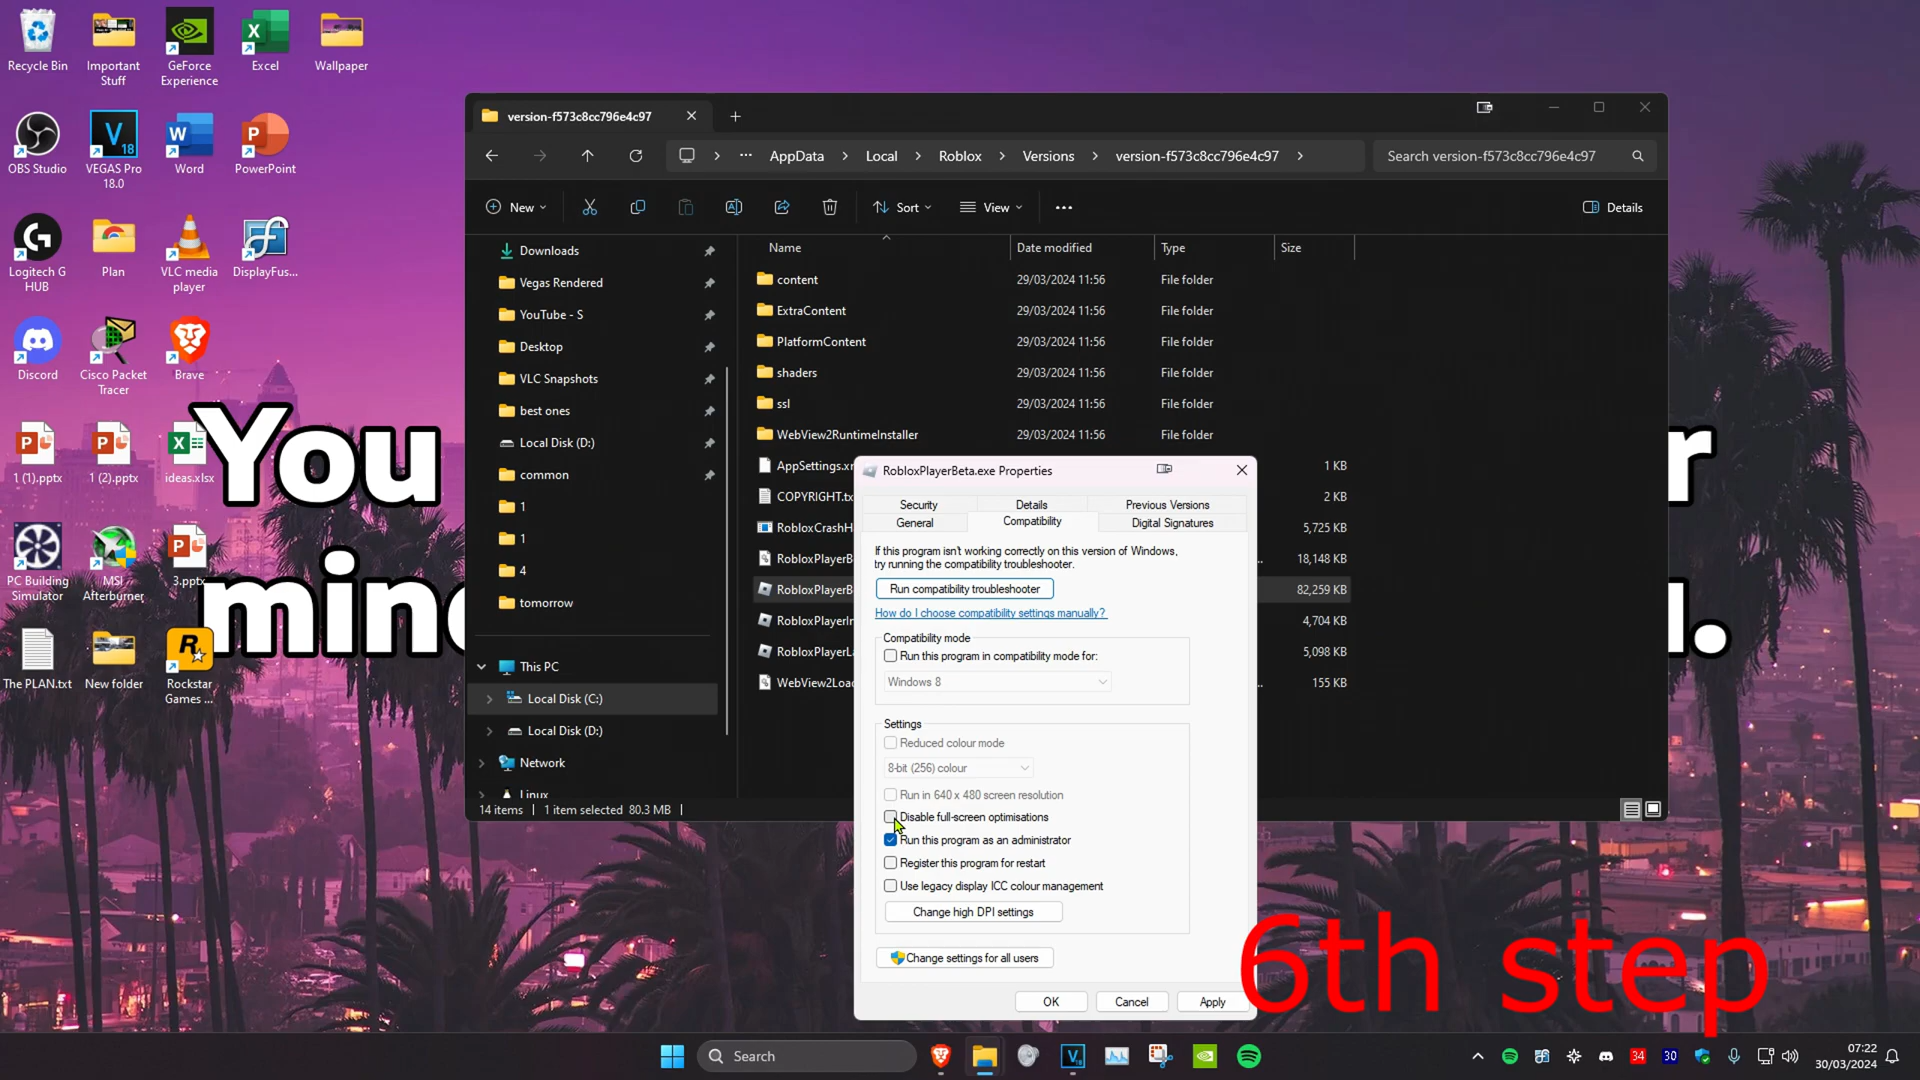 Recycle Bin
Important Stuff
GeForce Experience
Excel
Wallpaper
OBS Studio
VEGAS Pro 18.0
Word
PowerPoint
Logitech G HUB
Plan
VLC media player
DisplayFus...
Discord
Cisco Packet Tracer
Brave
1 (1).pptx
1 (2).pptx
ideas.xlsx
PC Building Simulator
MSI Afterburner
3.pptx
The PLAN.txt
New folder
Rockstar Games ...
You
version-f573c8cc796e4c97
AppData
Local
Roblox
Versions
version-f573c8cc796e4c97
Search version-f573c8cc796e4c97
New
Sort
View
Details
Downloads
Vegas Rendered
YouTube - S
Desktop
VLC Snapshots
best ones
Local Disk (D:)
common
1
1
4
tomorrow
This PC
Local Disk (C:)
Local Disk (D:)
Network
Linux
Name Date modified Type Size
content 29/03/2024 11:56 File folder
ExtraContent 29/03/2024 11:56 File folder
PlatformContent 29/03/2024 11:56 File folder
shaders 29/03/2024 11:56 File folder
ssl 29/03/2024 11:56 File folder
WebView2RuntimeInstaller 29/03/2024 11:56 File folder
1 KB
COPYRIGHT.tx 2 KB
RobloxCrashH 5,725 KB
RobloxPlayerB 18,148 KB
RobloxPlayerB 82,259 KB
RobloxPlayerIn 4,704 KB
RobloxPlayerLa 5,098 KB
WebView2Load 155 KB
14 items
1 item selected 80.3 MB
RobloxPlayerBeta.exe Properties
Security Details Previous Versions
General Compatibility Digital Signatures
If this program isn't working correctly on this version of Windows,
try running the compatibility troubleshooter.
Run compatibility troubleshooter
How do I choose compatibility settings manually?
Compatibility mode
Run this program in compatibility mode for:
Windows 8
Settings
Reduced colour mode
8-bit (256) colour
Run in 640 x 480 screen resolution
Disable full-screen optimisations
Run this program as an administrator
Register this program for restart
Use legacy display ICC colour management
Change high DPI settings
Change settings for all users
OK Cancel Apply
6th step
Search
34
30
07:22
30/03/2024